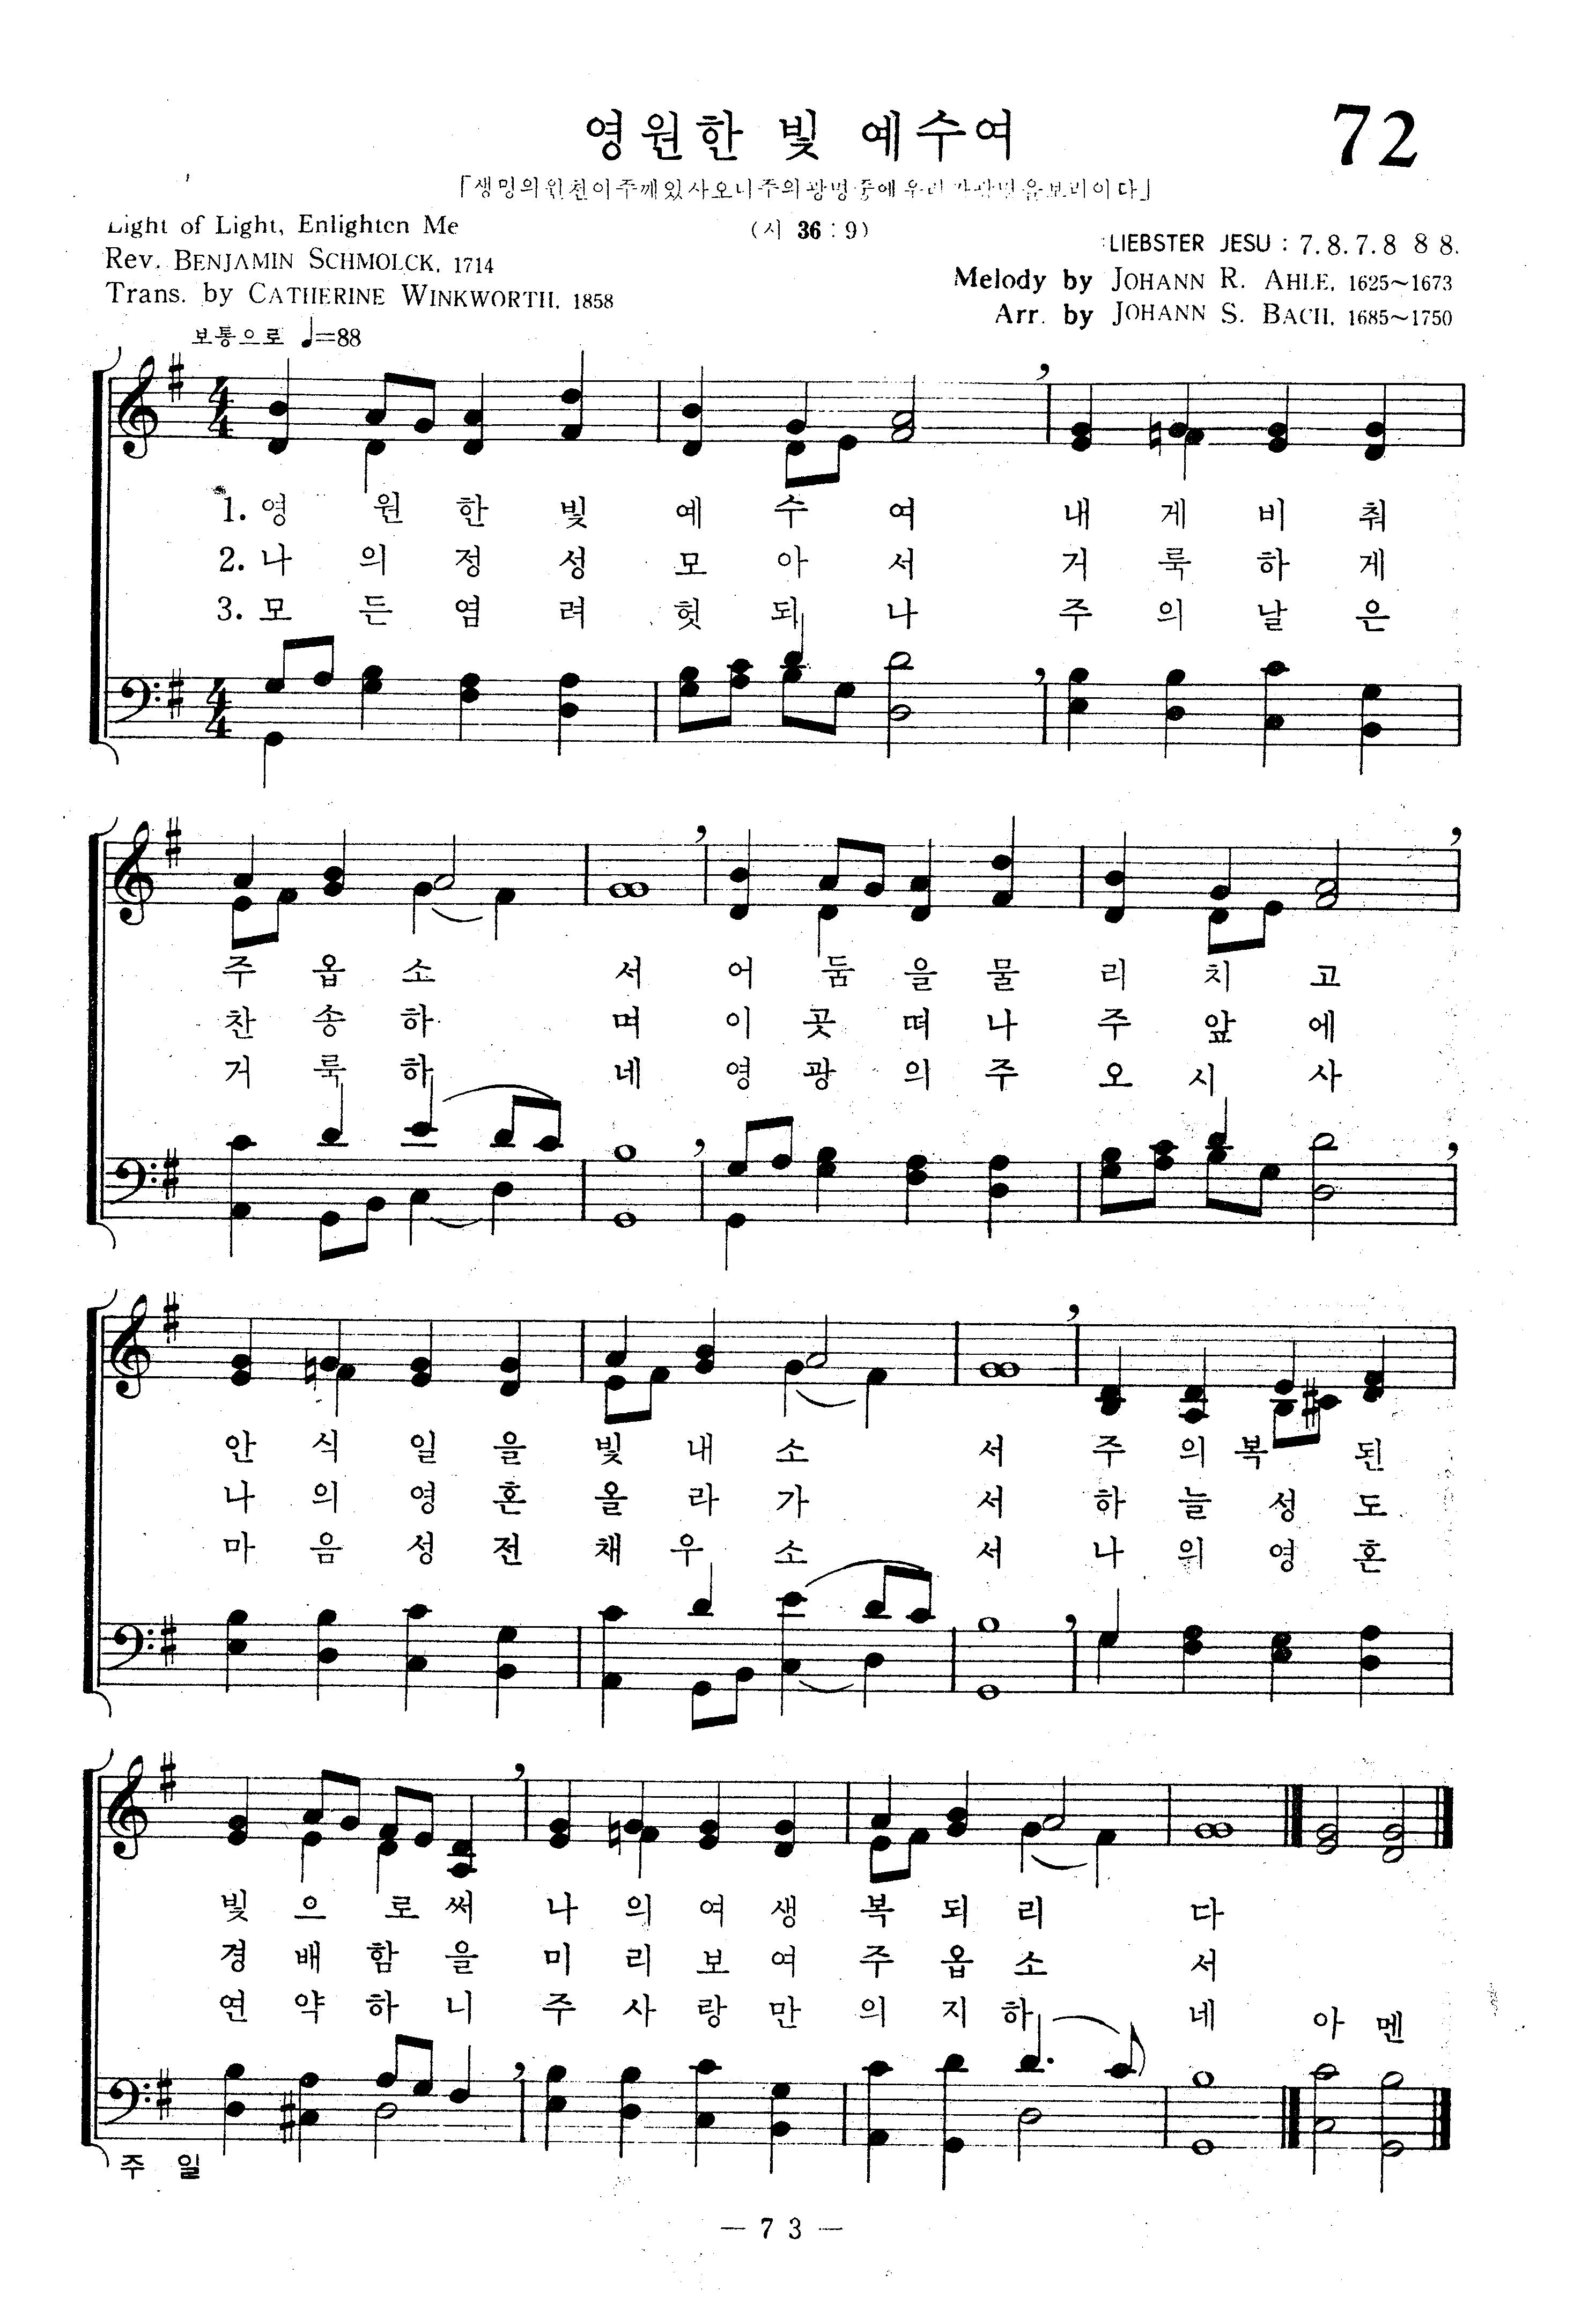 영원한 빛 예수여
72
「생명의 원천이 주께 있사오니 주의 광명 중에 우리가 광명을 보리이다」
Light of Light, Enlighten Me
(시 36 : 9)
Rev. BENJAMIN SCHMOLCK, 1714
LIEBSTER JESU : 7. 8. 7. 8 8 8.
Trans. by CATHERINE WINKWORTH, 1858
Melody by JOHANN R. AHLE, 1625~1673
Arr. by JOHANN S. BACH, 1685~1750
보통으로 ♩=88
1. 영 원 한 빛 예 수 여 내 게 비 춰
2. 나 의 정 성 모 아 서 거 룩 하 게
3. 모 든 염 려 헛 되 나 주 의 날 은
주 옵 소 서 어 둠 을 물 리 치 고
찬 송 하 며 이 곳 떠 나 주 앞 에
거 룩 하 네 영 광 의 주 오 시 사
안 식 일 을 빛 내 소 서 주 의 복 된
나 의 영 혼 올 라 가 서 하 늘 성 도
마 음 성 전 채 우 소 서 나 의 영 혼
빛 으 로 써 나 의 여 생 복 되 리 다
경 배 함 을 미 리 보 여 주 옵 소 서
연 약 하 니 주 사 랑 만 의 지 하 네 아 멘
주 일
— 7 3 —